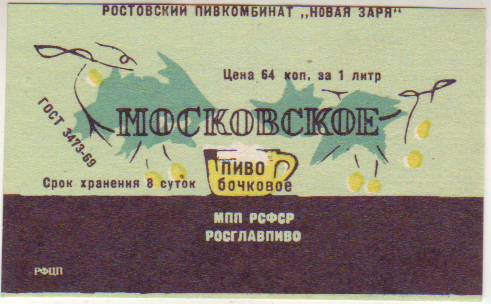 РОСТОВСКИЙ ПИВКОМБИНАТ „НОВАЯ ЗАРЯ"
Цена 64 коп. за 1 литр
ГОСТ 3473-69
МОСКОВСКОЕ
ПИВО
бочковое
Срок хранения 8 суток
МПП РСФСР
РОСГЛАВПИВО
РФЦП